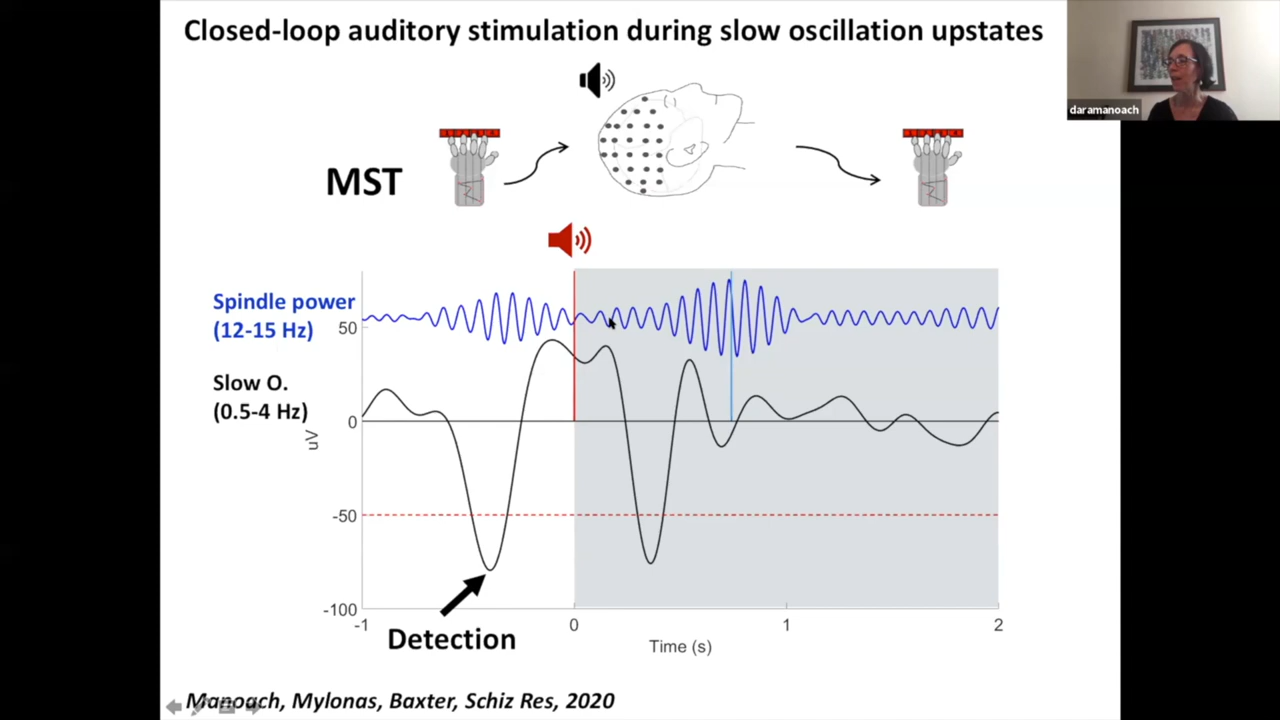 Closed-loop auditory stimulation during slow oscillation upstates
daramanoach
MST
Spindle power
(12-15 Hz)
50
Slow O.
(0.5-4 Hz)
0
uV
-50
-100
-1
0
1
2
Time (s)
Detection
Manoach, Mylonas, Baxter, Schiz Res, 2020